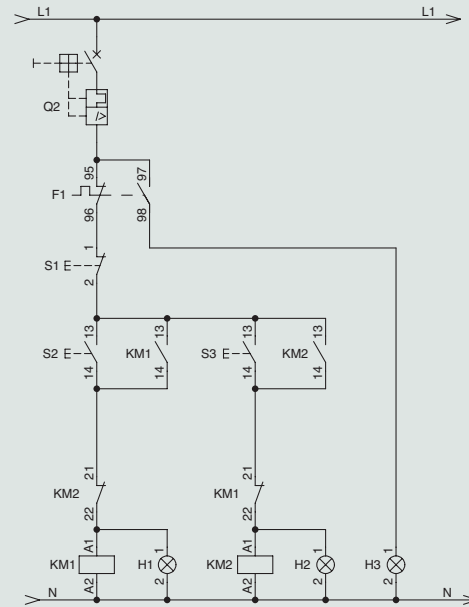 L1 L1
Q2
I>
95 97
F1
96 98
1
S1 E
2
13 13 13 13
S2 E KM1 S3 E KM2
14 14 14 14
21 21
KM2 KM1
22 22
A1 1 A1 1 1
KM1 H1 KM2 H2 H3
A2 2 A2 2 2
N N